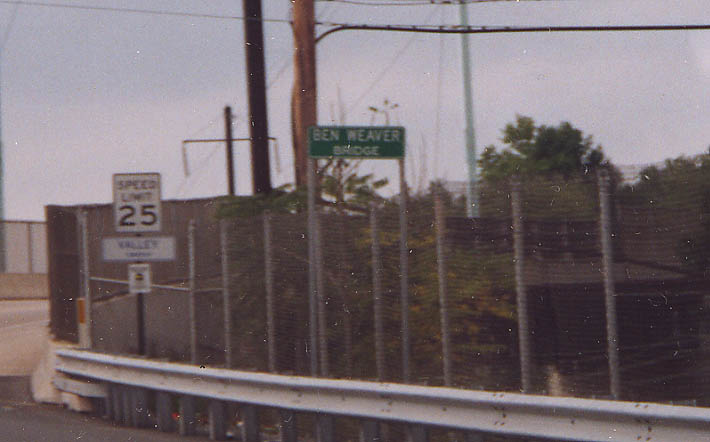 BEN WEAVER
BRIDGE
SPEED
LIMIT
25
VALLEY